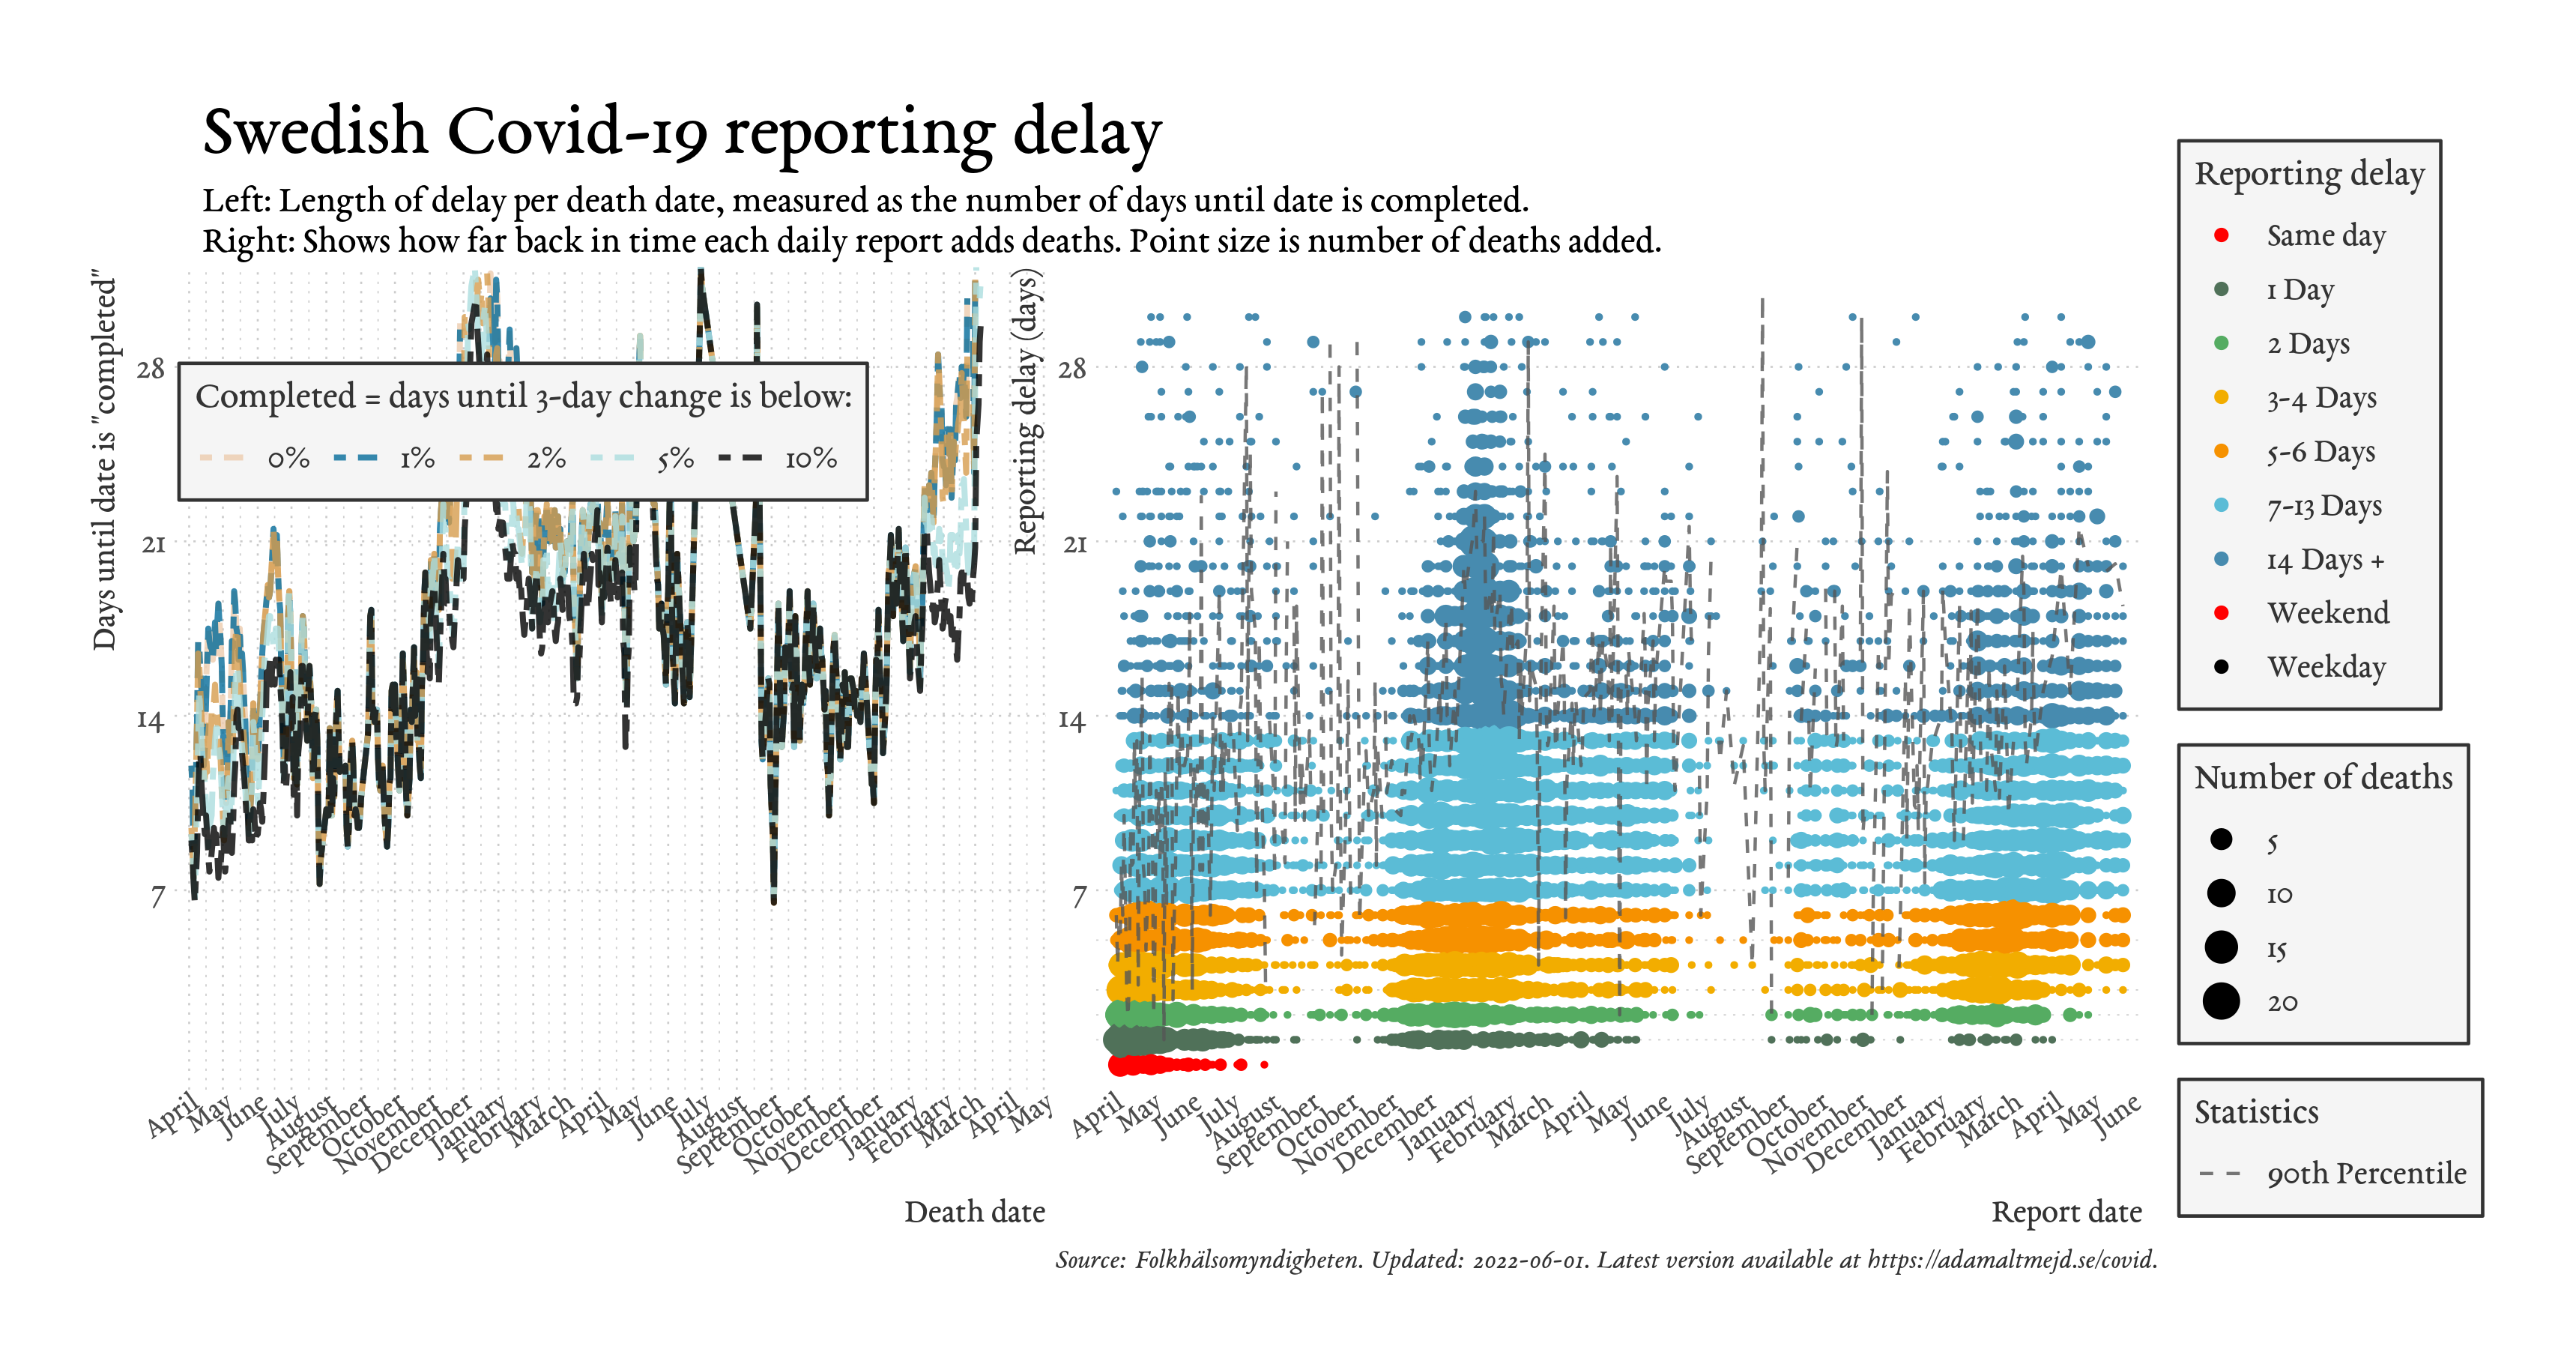 Swedish Covid-19 reporting delay
Left: Length of delay per death date, measured as the number of days until date is completed.
Right: Shows how far back in time each daily report adds deaths. Point size is number of deaths added.
Days until date is "completed"
28
21
14
7
Completed = days until 3-day change is below:
0% 1% 2% 5% 10%
April May June July August September October November December January February March April May June July August September October November December January February March April May
Death date
Reporting delay (days)
28
21
14
7
April May June July August September October November December January February March April May June July August September October November December January February March April May June
Report date
Reporting delay
Same day
1 Day
2 Days
3-4 Days
5-6 Days
7-13 Days
14 Days +
Weekend
Weekday
Number of deaths
5
10
15
20
Statistics
90th Percentile
Source: Folkhälsomyndigheten. Updated: 2022-06-01. Latest version available at https://adamaltmejd.se/covid.